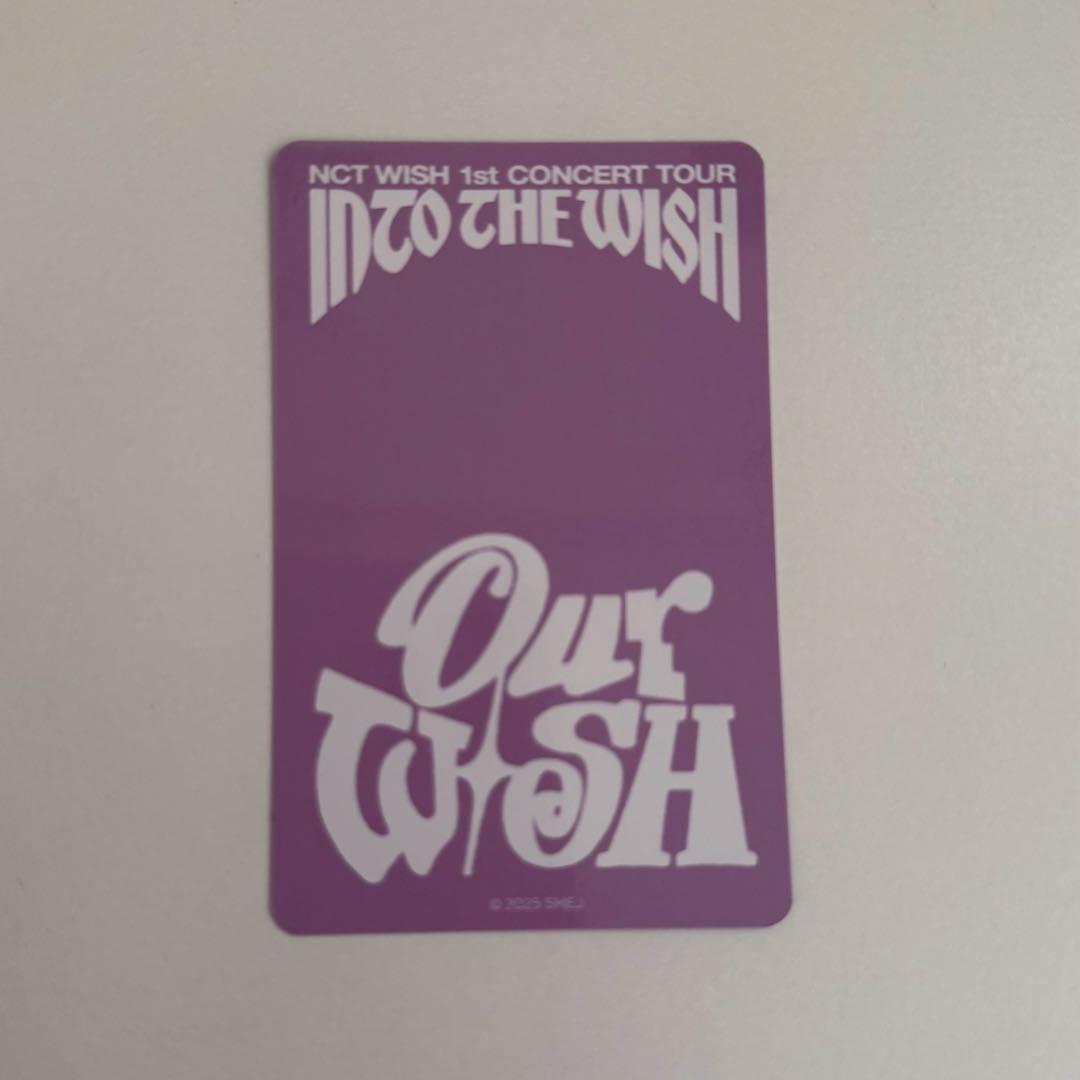 NCT WISH 1st CONCERT TOUR
INTO THE WISH
Our
WISH
© 2025 SMEJ